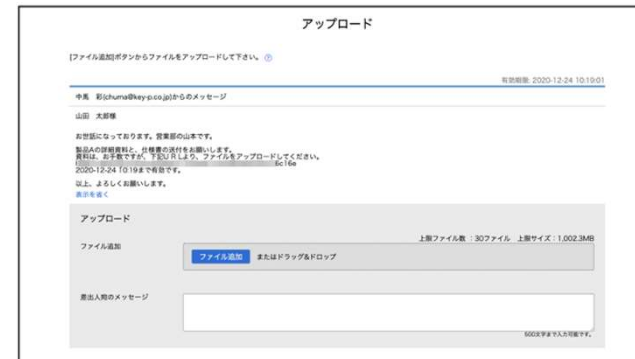 アップロード
[ファイル追加]ボタンからファイルをアップロードして下さい。 ?
有効期限: 2020-12-24 10:19:01
中馬 彩(chuma@key-p.co.jp)からのメッセージ
山田 太郎様
お世話になっております。営業部の山本です。
製品Aの詳細資料と、仕様書の送付をお願いします。
資料は、お手数ですが、下記URLより、ファイルをアップロードしてください。
6c16e
2020-12-24 10:19まで有効です。
以上、よろしくお願いします。
表示を省く
アップロード
上限ファイル数 : 30ファイル 上限サイズ : 1,002.3MB
ファイル追加
ファイル追加 またはドラッグ&ドロップ
差出人宛のメッセージ
500文字まで入力可能です。